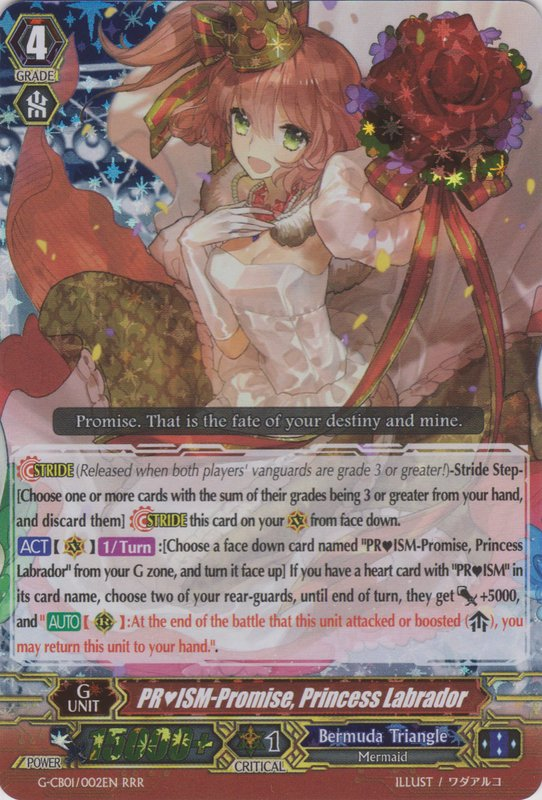 4
GRADE
Promise. That is the fate of your destiny and mine.
STRIDE (Released when both players' vanguards are grade 3 or greater!)-Stride Step-
[Choose one or more cards with the sum of their grades being 3 or greater from your hand,
and discard them] STRIDE this card on your from face down.
ACT【 】1/Turn :[Choose a face down card named "PR♥ISM-Promise, Princess
Labrador" from your G zone, and turn it face up] If you have a heart card with "PR♥ISM" in
its card name, choose two of your rear-guards, until end of turn, they get +5000,
and "AUTO【 】:At the end of the battle that this unit attacked or boosted ( ), you
may return this unit to your hand.".
G
UNIT
PR♥ISM-Promise, Princess Labrador
POWER 15000+
1
CRITICAL
Bermuda Triangle
Mermaid
G-CB01/002EN RRR
ILLUST / ワダアルコ